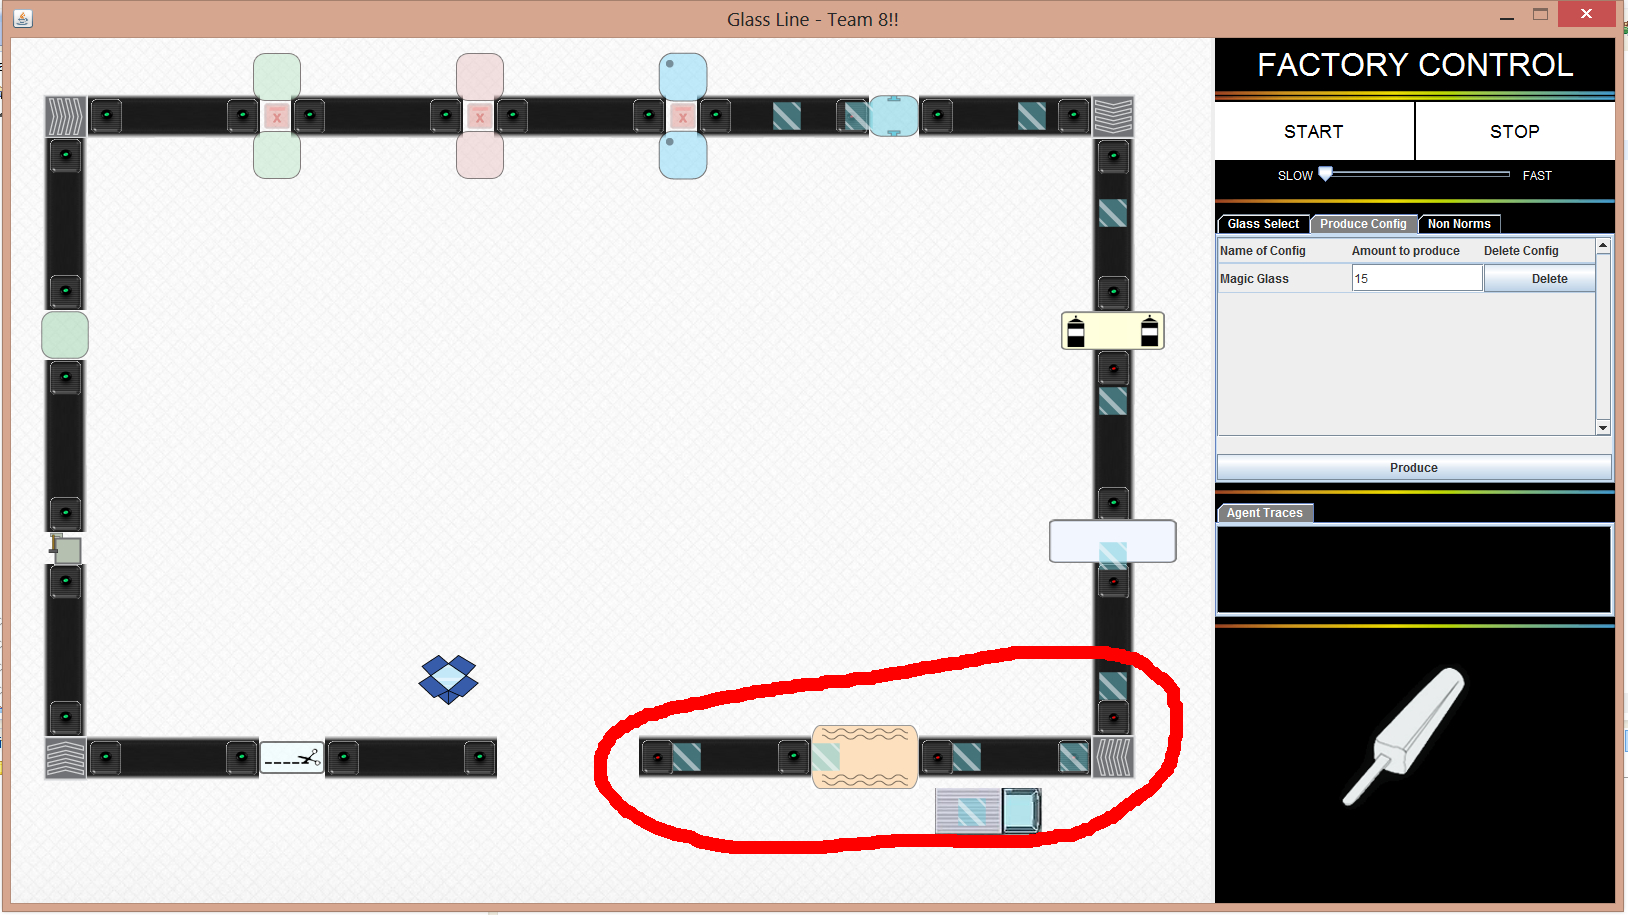 Glass Line - Team 8!!
FACTORY CONTROL
START STOP
SLOW FAST
Glass Select Produce Config Non Norms
Name of Config Amount to produce Delete Config
Magic Glass 15 Delete
Produce
Agent Traces
x x x